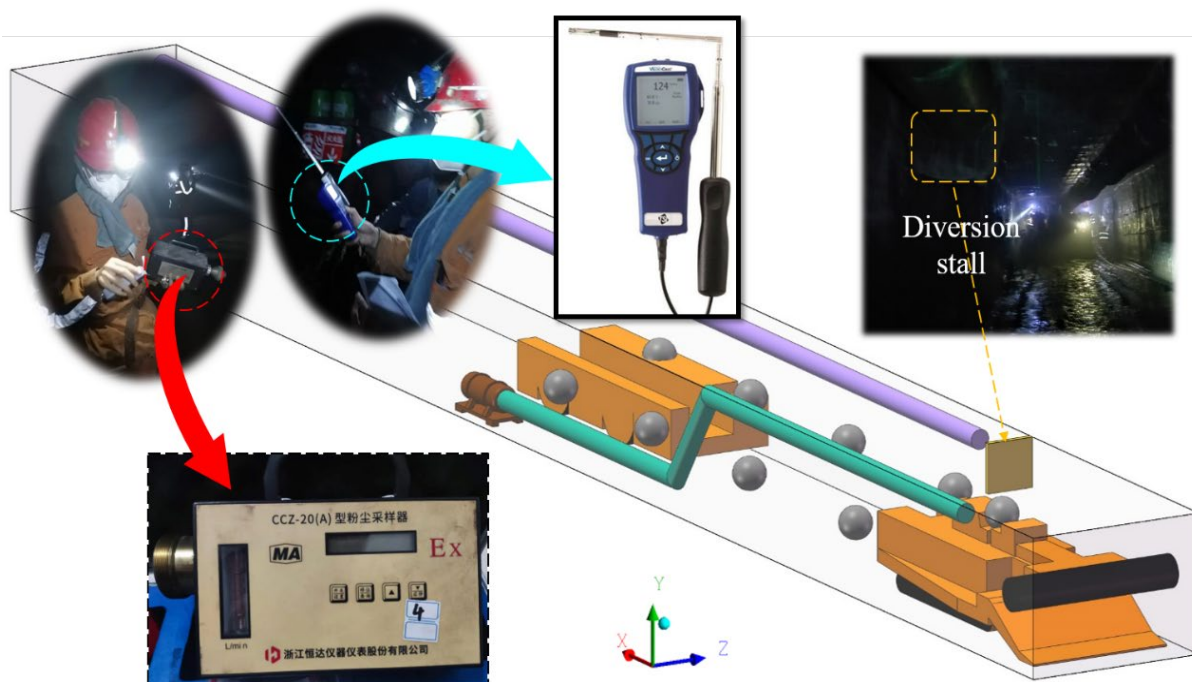 124
Diversion
stall
CCZ-20(A) 型粉尘采样器
MA
Ex
4
L/min
浙江恒达仪器仪表股份有限公司
Y
X
Z